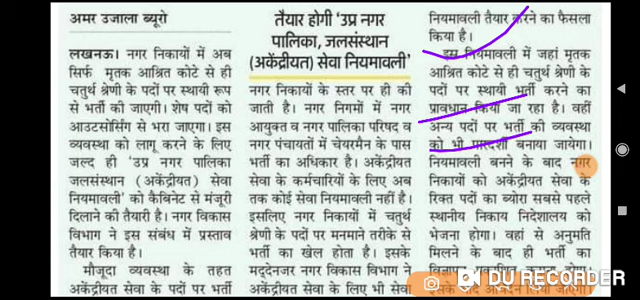 अमर उजाला ब्यूरो
लखनऊ। नगर निकायों में अब
सिर्फ मृतक आश्रित कोटे से ही
चतुर्थ श्रेणी के पदों पर स्थायी रूप
से भर्ती की जाएगी। शेष पदों को
आउटसोर्सिंग से भरा जाएगा। इस
व्यवस्था को लागू करने के लिए
जल्द ही 'उप्र नगर पालिका
जलसंस्थान (अकेंद्रीयत) सेवा
नियमावली' को कैबिनेट से मंजूरी
दिलाने की तैयारी है। नगर विकास
विभाग ने इस संबंध में प्रस्ताव
तैयार किया है।
मौजूदा व्यवस्था के तहत
अकेंद्रीयत सेवा के पदों पर भर्ती
तैयार होगी 'उप्र नगर
पालिका, जलसंस्थान
(अकेंद्रीयत) सेवा नियमावली'
नगर निकायों के स्तर पर ही की
जाती है। नगर निगमों में नगर
आयुक्त व नगर पालिका परिषद व
नगर पंचायतों में चेयरमैन के पास
भर्ती का अधिकार है। अकेंद्रीयत
सेवा के कर्मचारियों के लिए अब
तक कोई सेवा नियमावली नहीं है।
इसलिए नगर निकायों में चतुर्थ
श्रेणी के पदों पर मनमाने तरीके से
भर्ती का खेल होता है। इसके
मद्देनजर नगर विकास विभाग ने
अकेंद्रीयत सेवा के लिए भी सेवा
नियमावली तैयार करने का फैसला
किया है।
इस नियमावली में जहां मृतक
आश्रित कोटे से ही चतुर्थ श्रेणी के
पदों पर स्थायी भर्ती करने का
प्रावधान किया जा रहा है। वहीं
अन्य पदों पर भर्ती की व्यवस्था
को भी पारदर्शी बनाया जायेगा।
नियमावली बनने के बाद नगर
निकायों को अकेंद्रीयत सेवा के
रिक्त पदों का ब्योरा सबसे पहले
स्थानीय निकाय निदेशालय को
भेजना होगा। वहां से अनुमति
मिलने के बाद ही भर्ती का
DU RECORDER